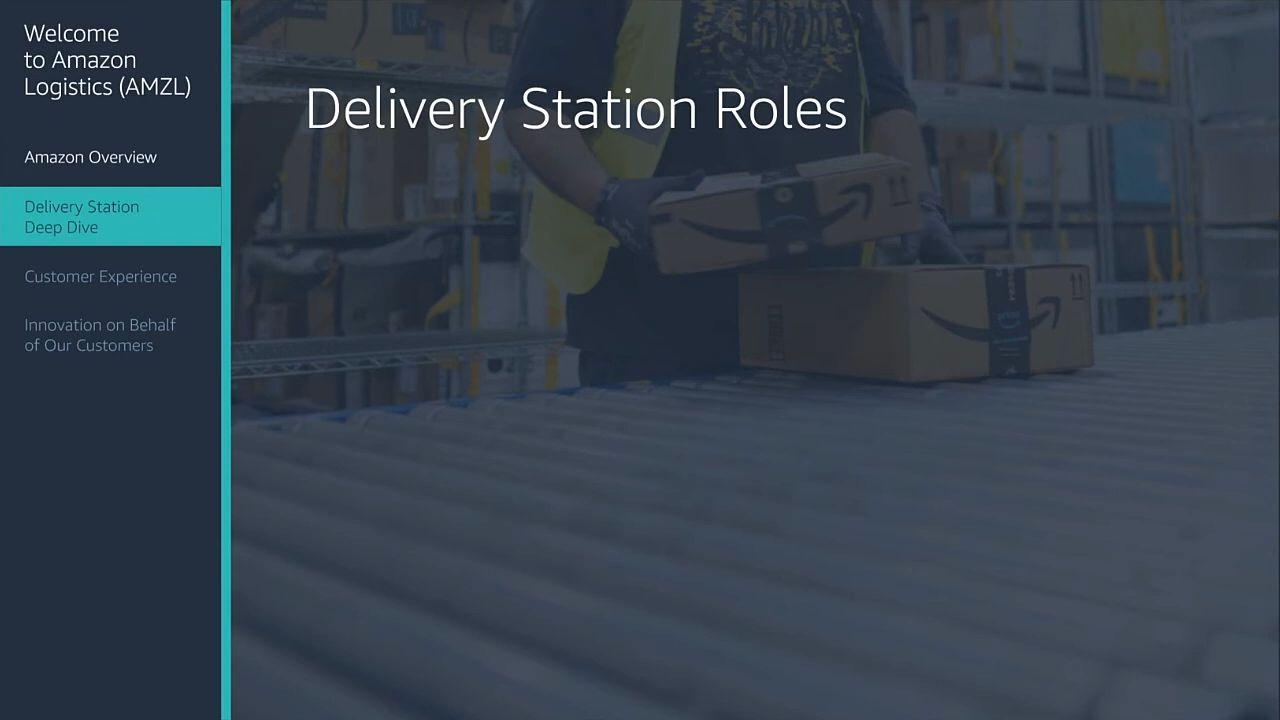 Welcome
to Amazon
Logistics (AMZL)
Amazon Overview
Delivery Station
Deep Dive
Customer Experience
Innovation on Behalf
of Our Customers
Delivery Station Roles